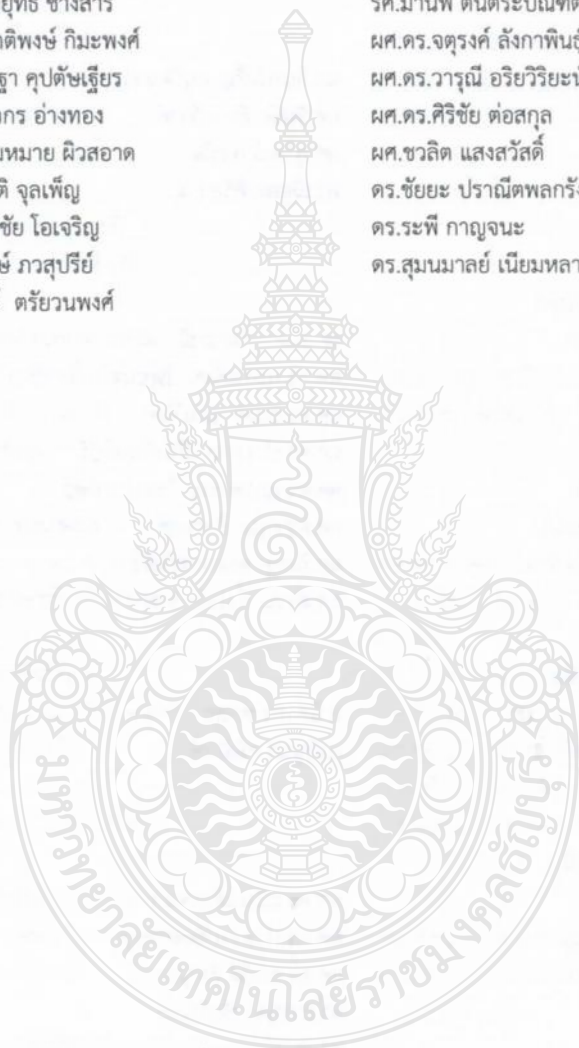 ยุทธ ช่างสาร
ติพงษ์ กิมะพงศ์
ฐา คุปตัษเฐียร
กร อ่างทอง
มหมาย ผิวสอาด
ติ จุลเพ็ญ
ชัย โอเจริญ
ษ์ ภวสุปรีย์
ตรัยวนพงศ์
รศ.มานพ ตันตระบัณฑิต
ผศ.ดร.จตุรงค์ ลังกาพินธุ์
ผศ.ดร.วารุณี อริยวิริยะนั
ผศ.ดร.ศิริชัย ต่อสกุล
ผศ.ชวลิต แสงสวัสดิ์
ดร.ชัยยะ ปราณีตพลกรัง
ดร.ระพี กาญจนะ
ดร.สุมนมาลย์ เนียมหลา
มหาวิทยาลัยเทคโนโลยีราชมงคลธัญบุรี